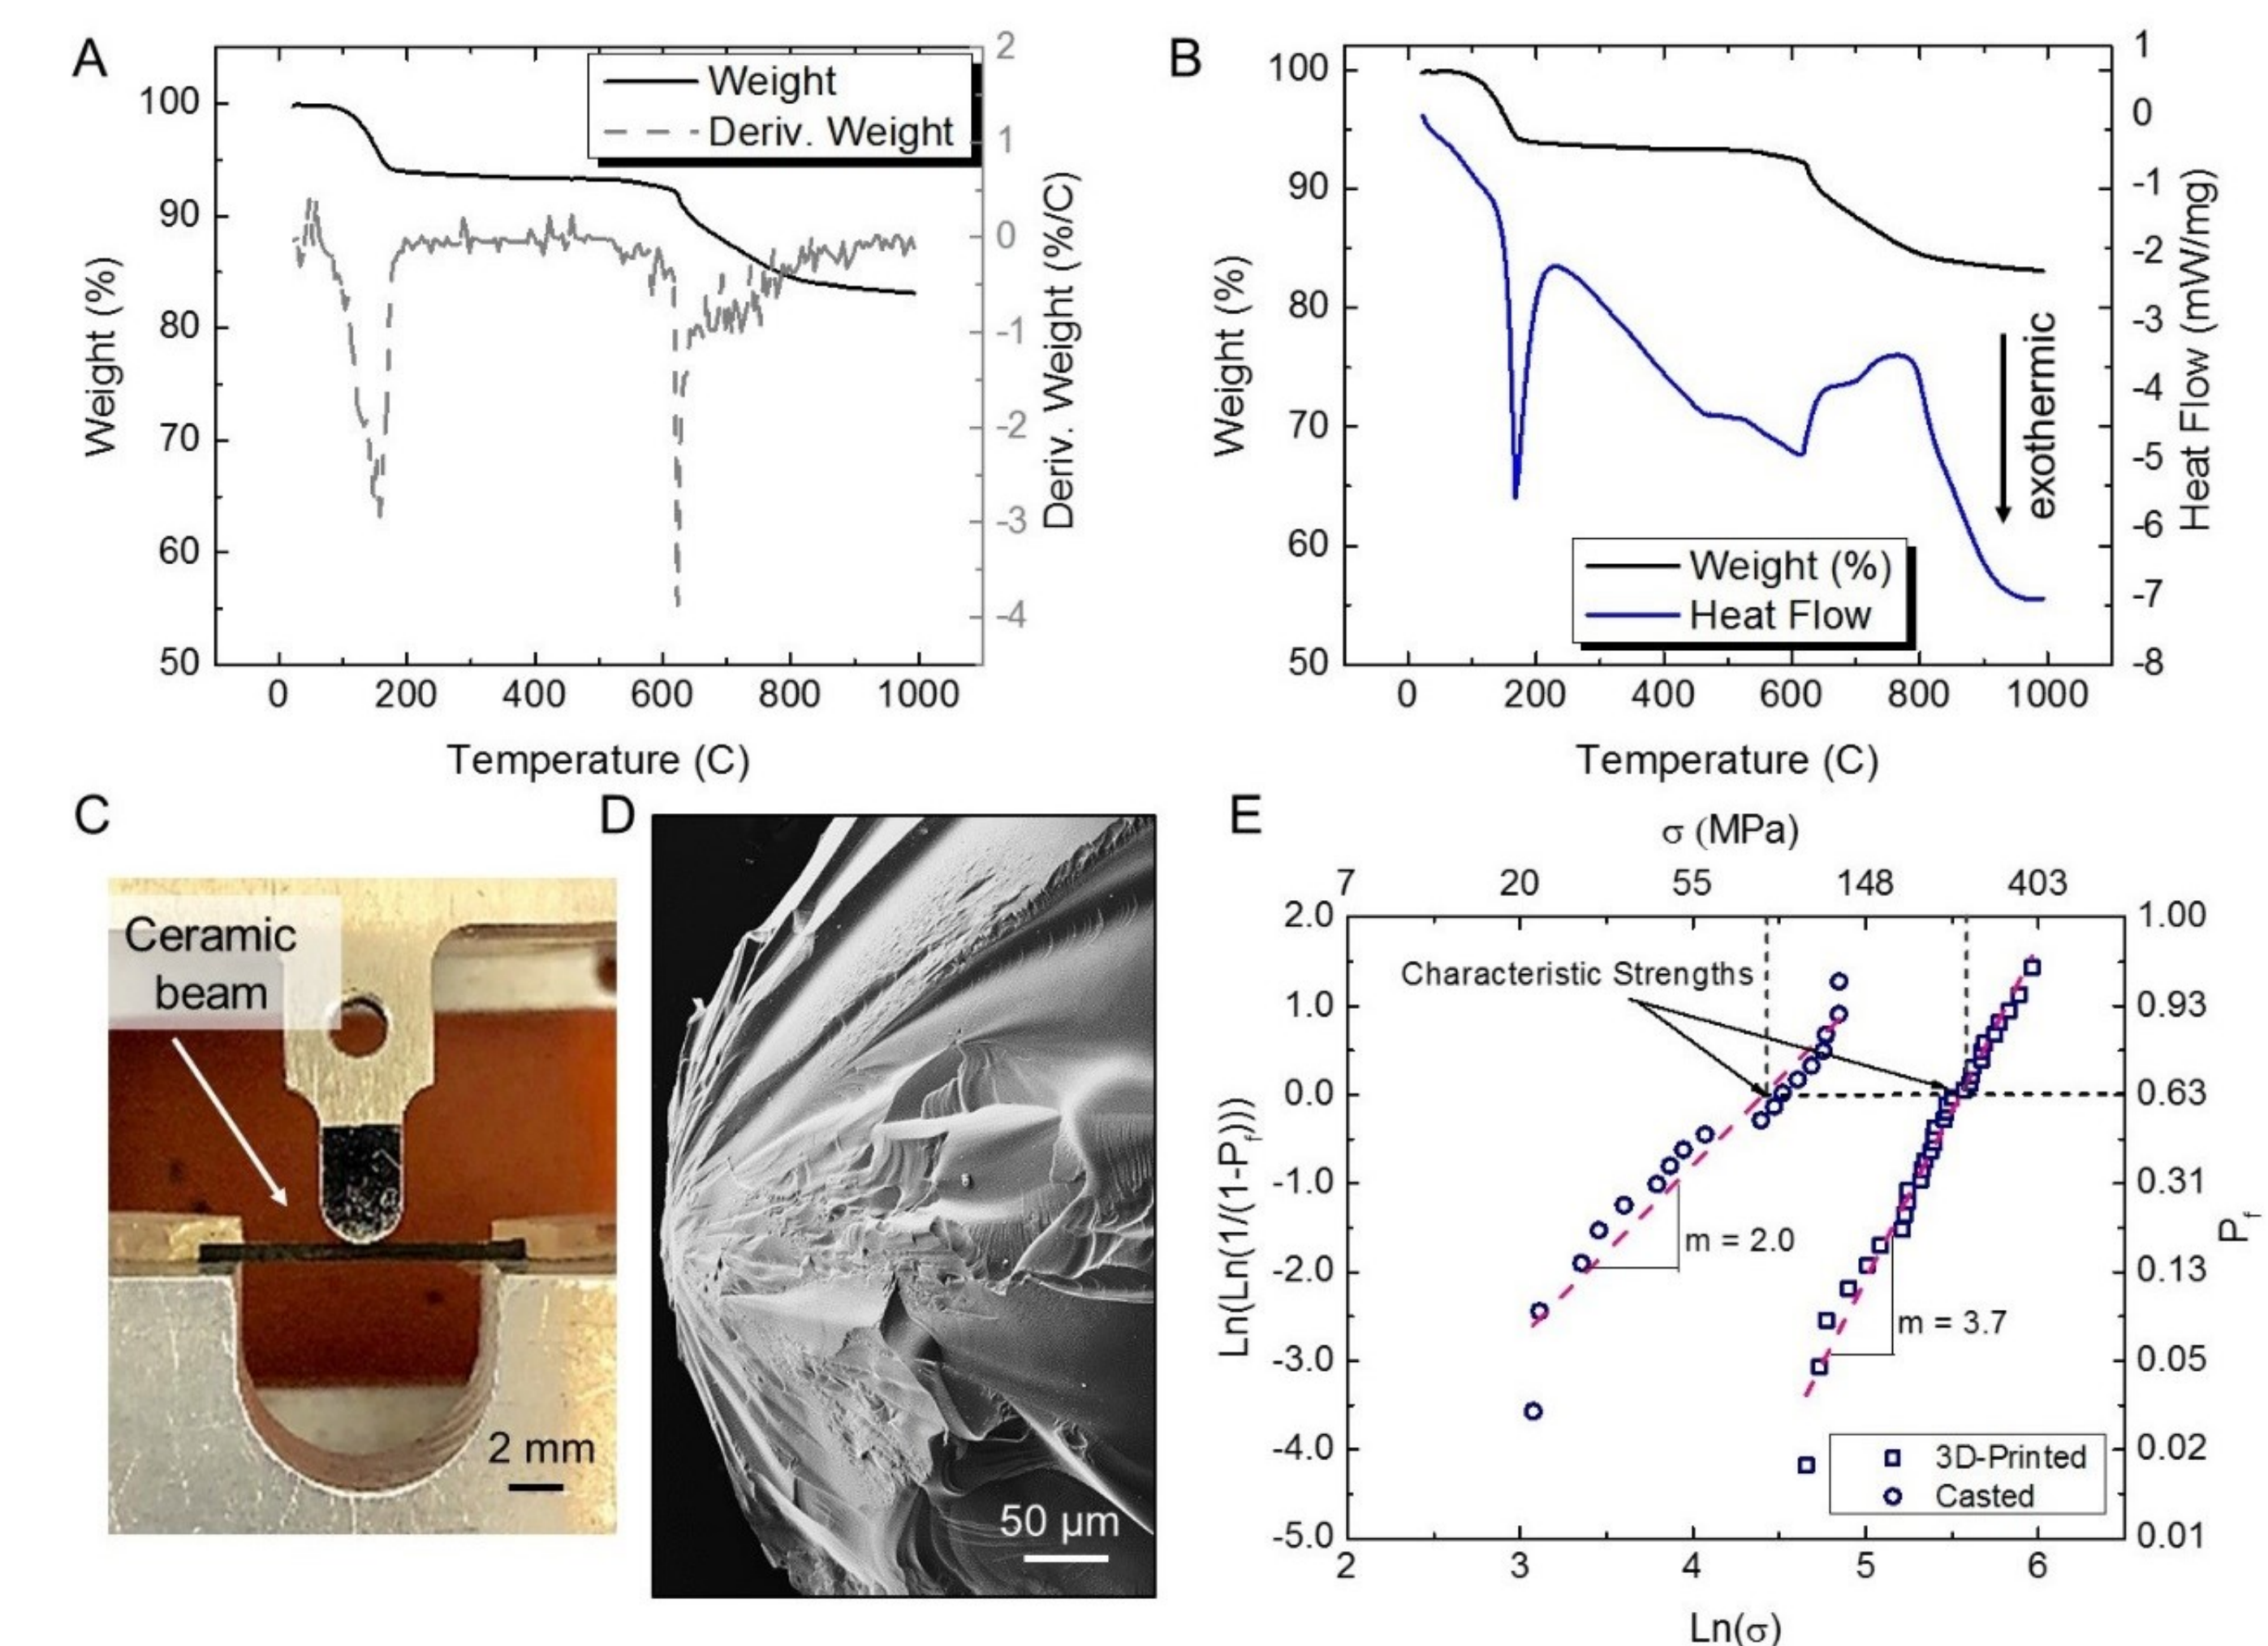 A
Weight
Deriv. Weight
100
90
80
70
60
50
Weight (%)
2
1
0
-1
-2
-3
-4
Deriv. Weight (%/C)
0 200 400 600 800 1000
Temperature (C)
B
100
90
80
70
60
50
Weight (%)
1
0
-1
-2
-3
-4
-5
-6
-7
-8
Heat Flow (mW/mg)
exothermic
Weight (%)
Heat Flow
0 200 400 600 800 1000
Temperature (C)
C
Ceramic
beam
2 mm
D
50 µm
E
σ (MPa)
7 20 55 148 403
2.0
1.0
0.0
-1.0
-2.0
-3.0
-4.0
-5.0
Ln(Ln(1/(1-Pf)))
Characteristic Strengths
m = 2.0
m = 3.7
3D-Printed
Casted
1.00
0.93
0.63
0.31
0.13
0.05
0.02
0.01
Pf
2 3 4 5 6
Ln(σ)